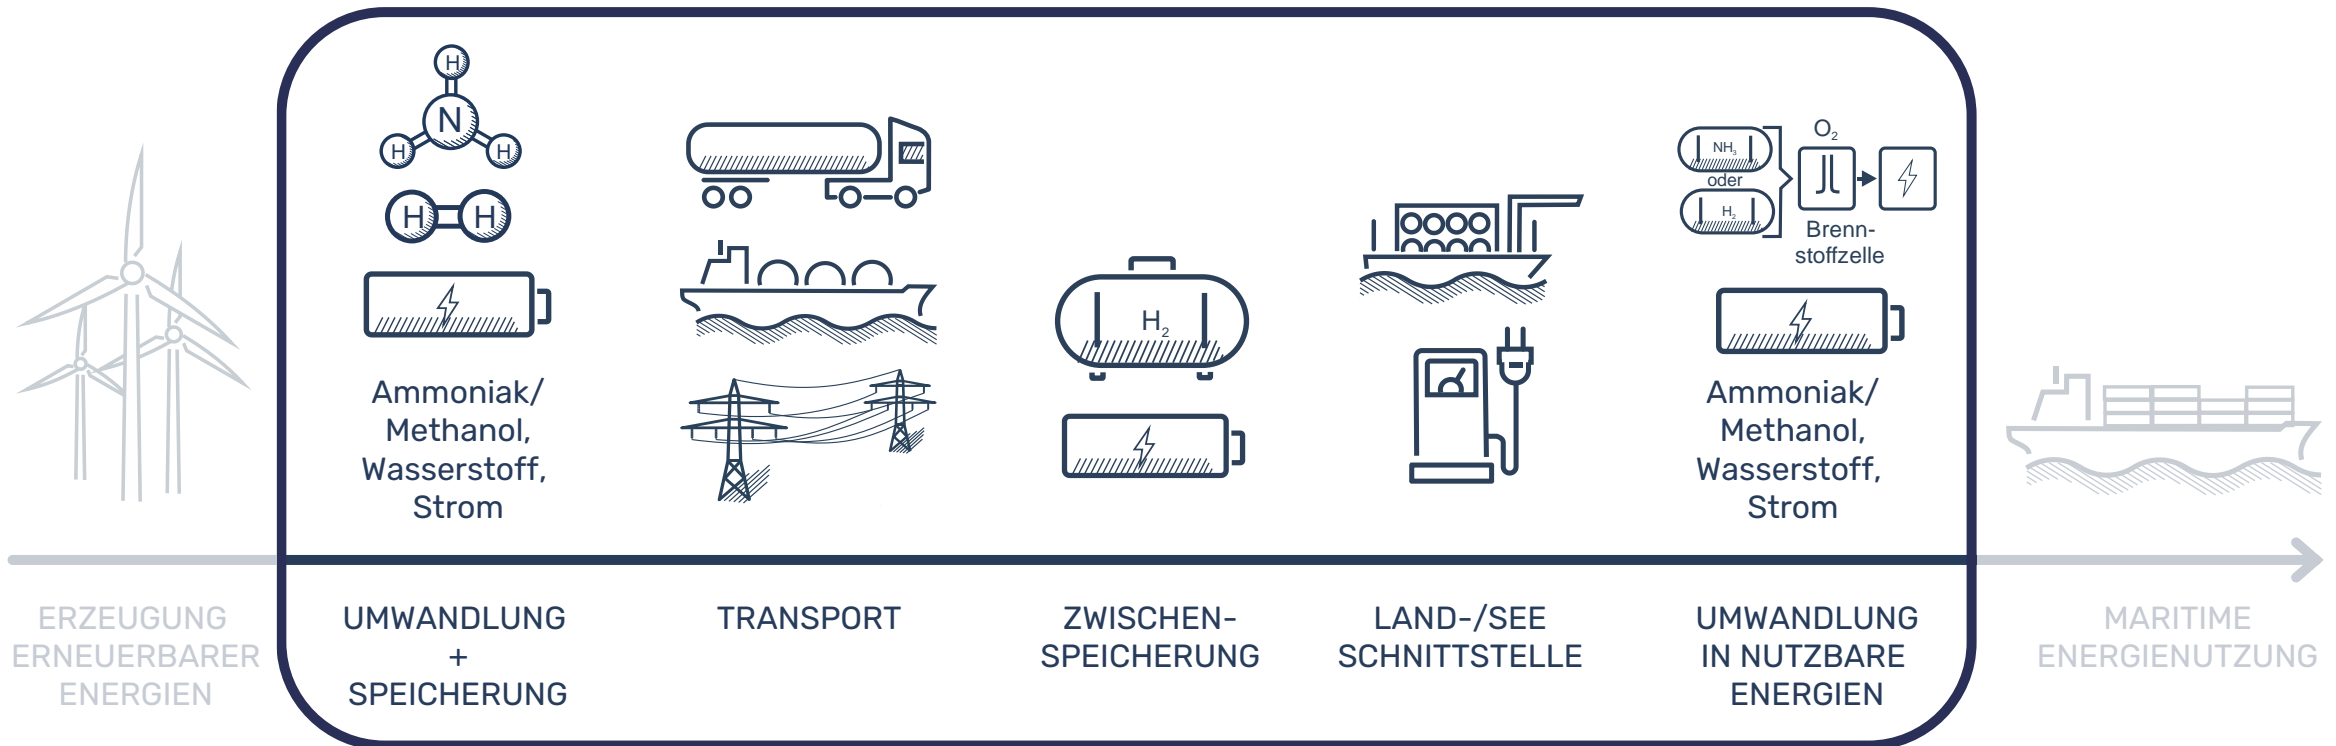 H
N
H
H
H
H
Ammoniak/
Methanol,
Wasserstoff,
Strom
H2
NH3
oder
H2
O2
Brenn-
stoffzelle
Ammoniak/
Methanol,
Wasserstoff,
Strom
ERZEUGUNG
ERNEUERBARER
ENERGIEN
UMWANDLUNG
+
SPEICHERUNG
TRANSPORT
ZWISCHEN-
SPEICHERUNG
LAND-/SEE
SCHNITTSTELLE
UMWANDLUNG
IN NUTZBARE
ENERGIEN
MARITIME
ENERGIENUTZUNG